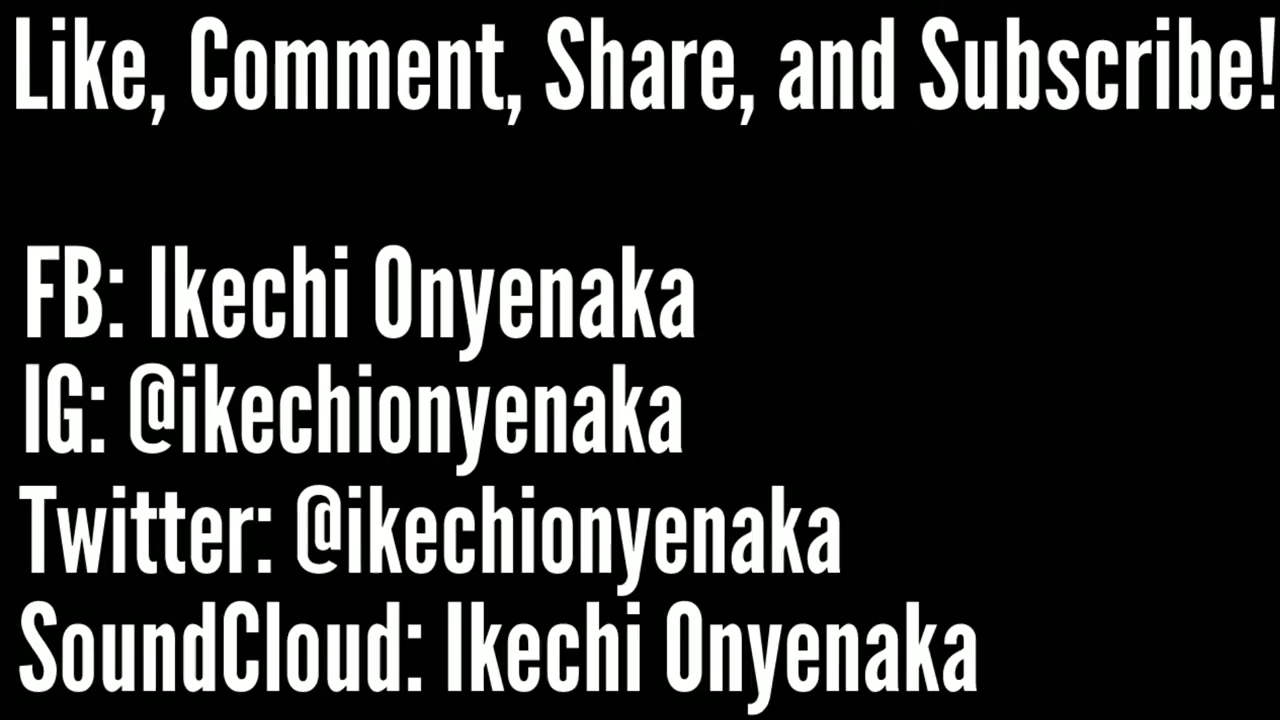 Like, Comment, Share, and Subscribe!
FB: Ikechi Onyenaka
IG: @ikechionyenaka
Twitter: @ikechionyenaka
SoundCloud: Ikechi Onyenaka